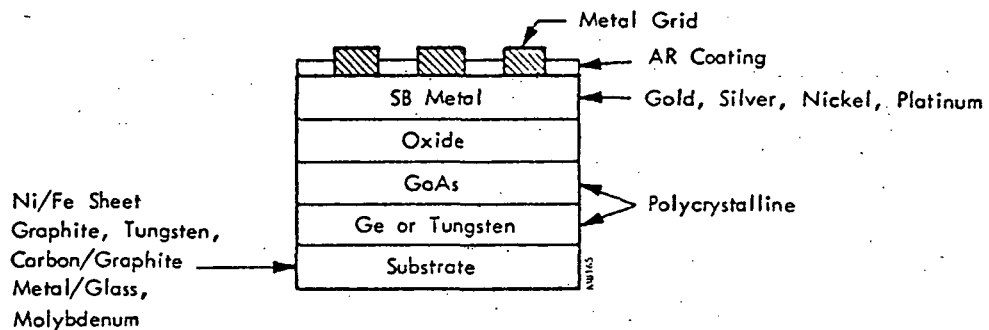 Metal Grid
AR Coating
SB Metal
Gold, Silver, Nickel, Platinum
Oxide
GaAs
Polycrystalline
Ge or Tungsten
Substrate
Ni/Fe Sheet
Graphite, Tungsten,
Carbon/Graphite
Metal/Glass,
Molybdenum